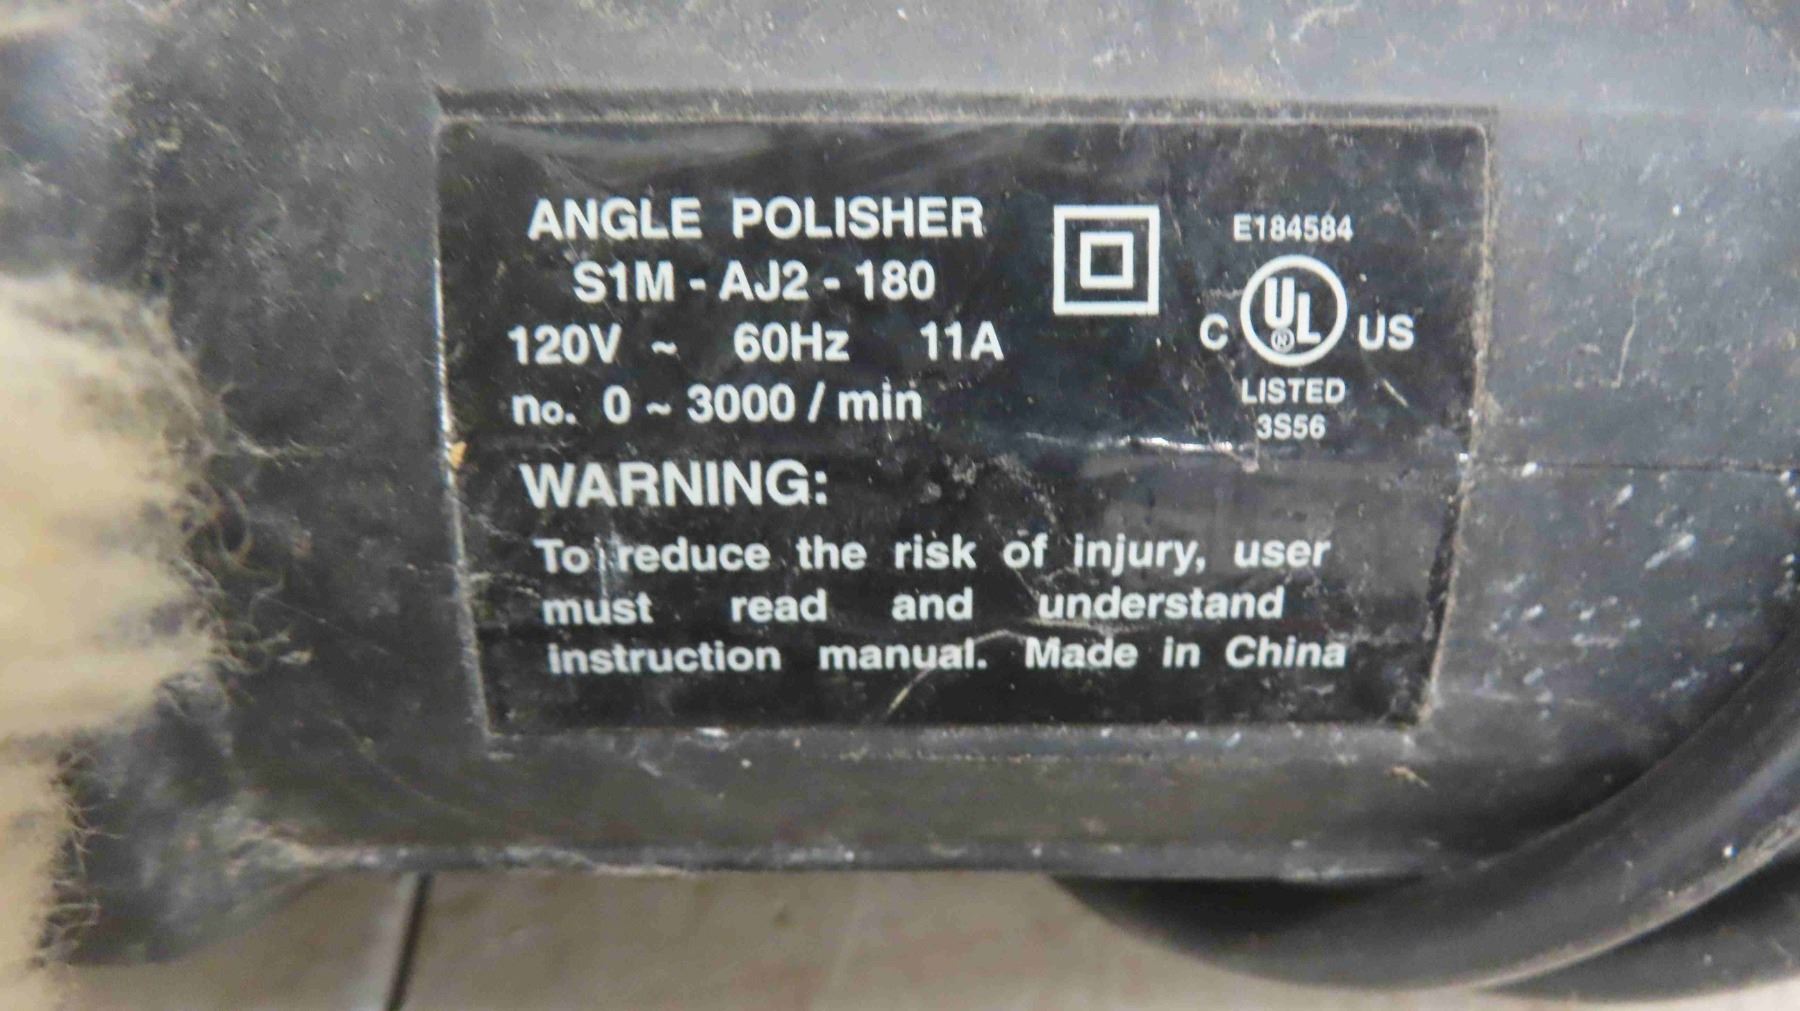 ANGLE POLISHER
S1M - AJ2 - 180
120V ~ 60Hz 11A
no. 0 ~ 3000 / min
E184584
C UL ® US
LISTED
3S56
WARNING:
To reduce the risk of injury, user
must read and understand
instruction manual. Made in China